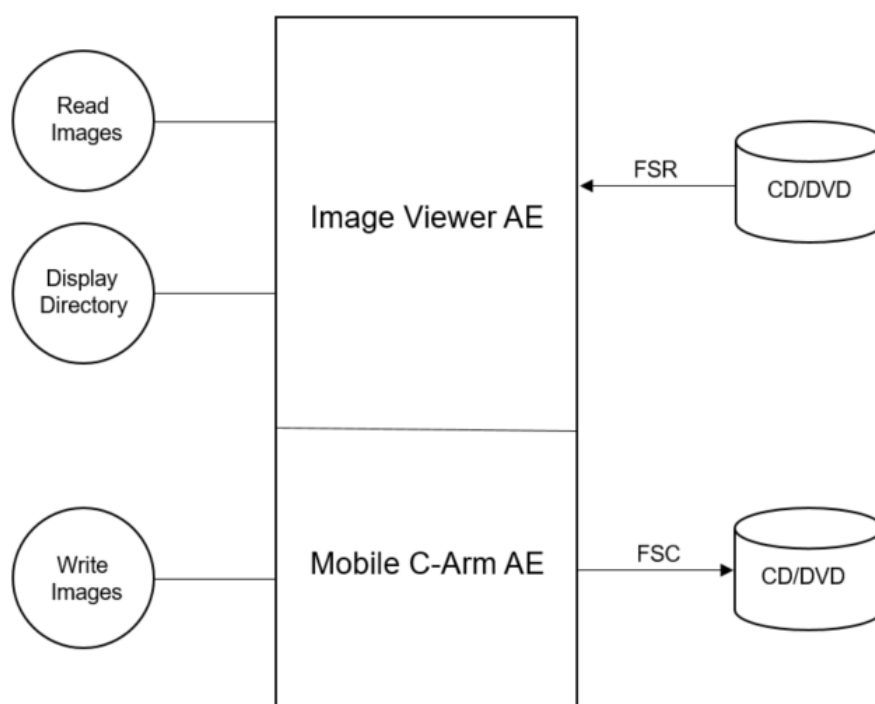 Read
Images
FSR
CD/DVD
Image Viewer AE
Display
Directory
Write
Images
Mobile C-Arm AE
FSC
CD/DVD